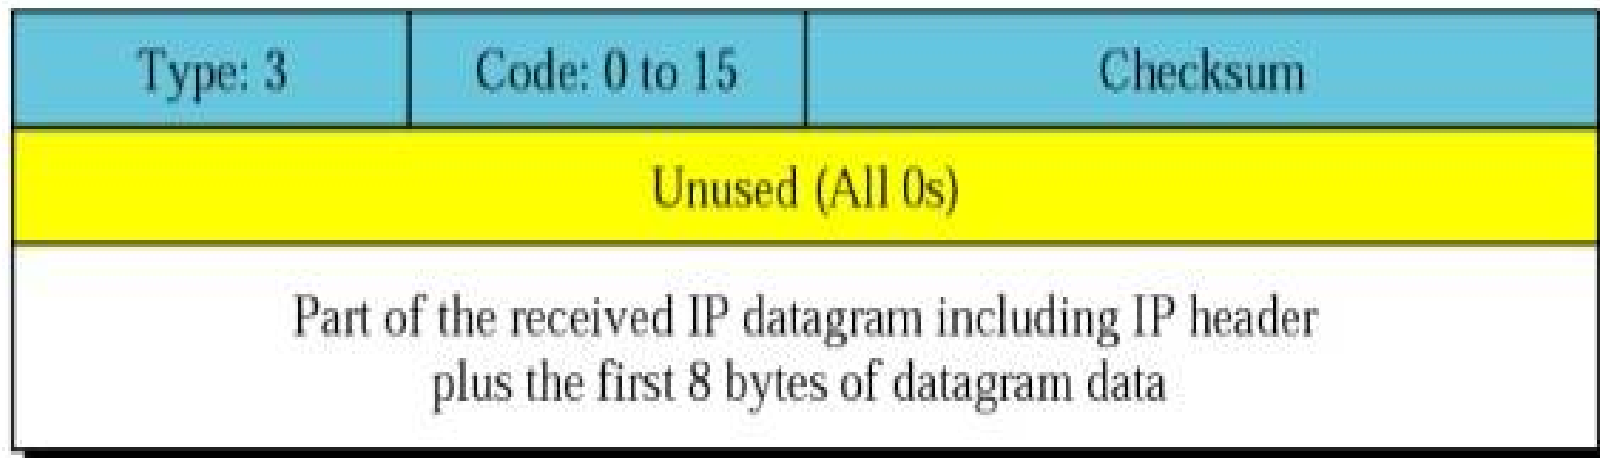 Type: 3
Code: 0 to 15
Checksum
Unused (All 0s)
Part of the received IP datagram including IP header
plus the first 8 bytes of datagram data